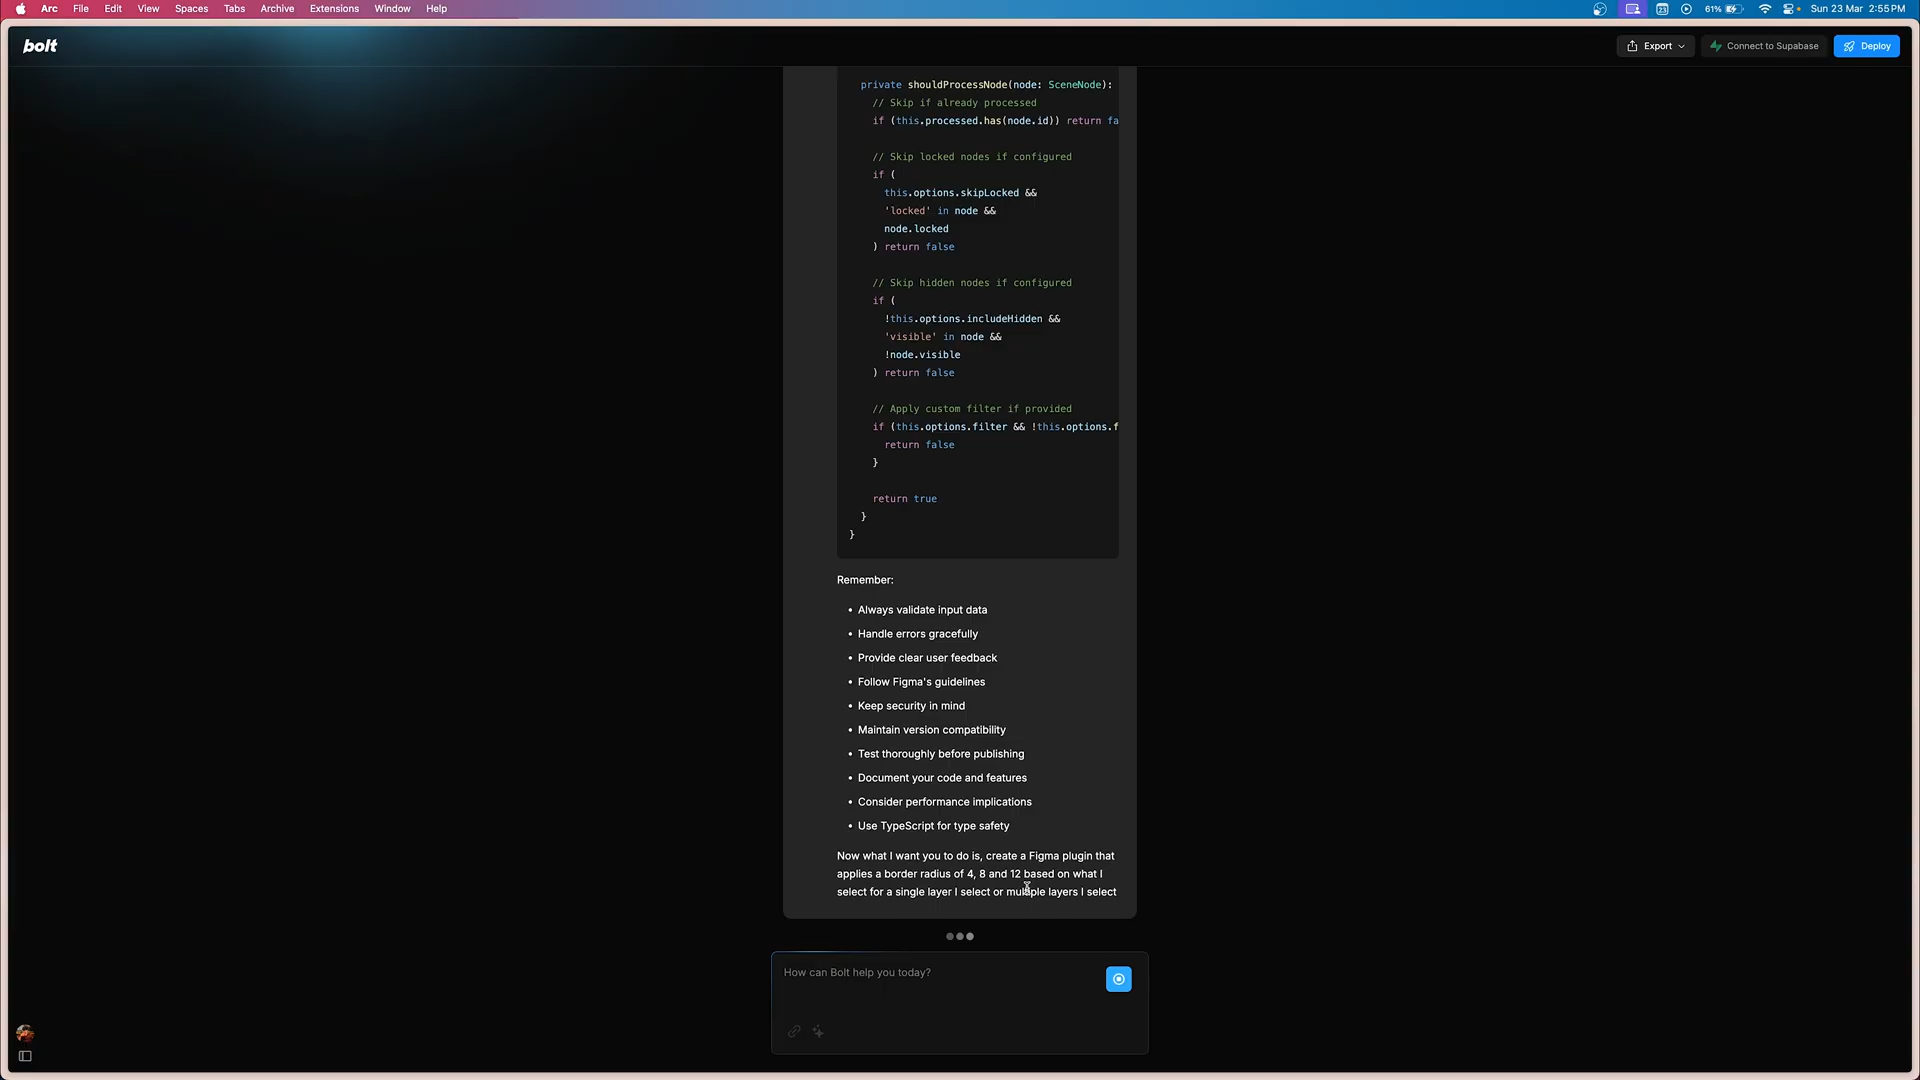 Arc File Edit View Spaces Tabs Archive Extensions Window Help 23 61% Sun 23 Mar 2:55PM
bolt Export Connect to Supabase Deploy
private shouldProcessNode(node: SceneNode):
// Skip if already processed
if (this.processed.has(node.id)) return fa
// Skip locked nodes if configured
if (
this.options.skipLocked &&
'locked' in node &&
node.locked
) return false
// Skip hidden nodes if configured
if (
!this.options.includeHidden &&
'visible' in node &&
!node.visible
) return false
// Apply custom filter if provided
if (this.options.filter && !this.options.f
return false
}
return true
}
}
Remember:
• Always validate input data
• Handle errors gracefully
• Provide clear user feedback
• Follow Figma's guidelines
• Keep security in mind
• Maintain version compatibility
• Test thoroughly before publishing
• Document your code and features
• Consider performance implications
• Use TypeScript for type safety
Now what I want you to do is, create a Figma plugin that
applies a border radius of 4, 8 and 12 based on what I
select for a single layer I select or multiple layers I select
How can Bolt help you today?